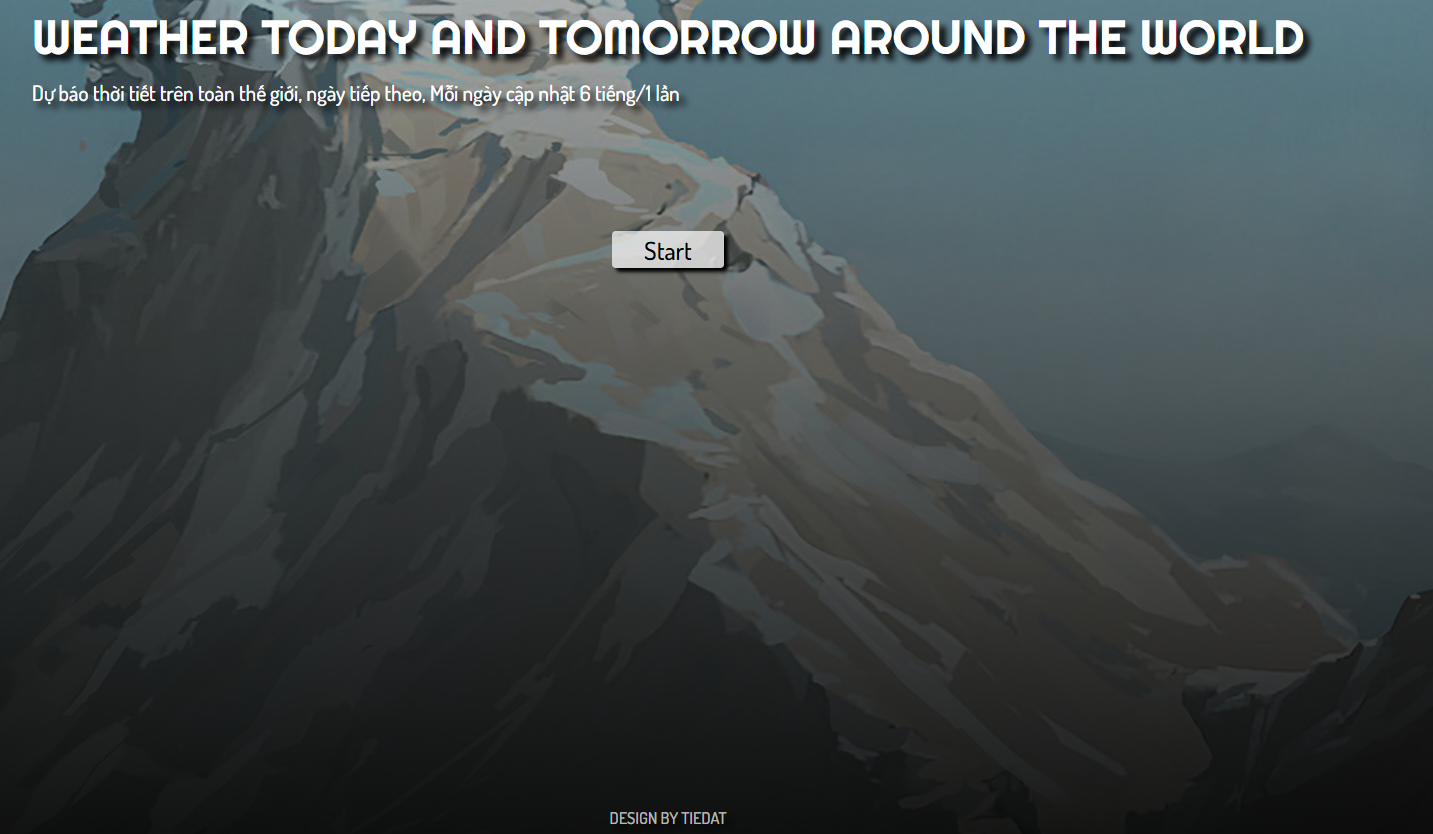 WEATHER TODAY AND TOMORROW AROUND THE WORLD
Dự báo thời tiết trên toàn thế giới, ngày tiếp theo, Mỗi ngày cập nhật 6 tiếng/1 lần
Start
DESIGN BY TIEDAT